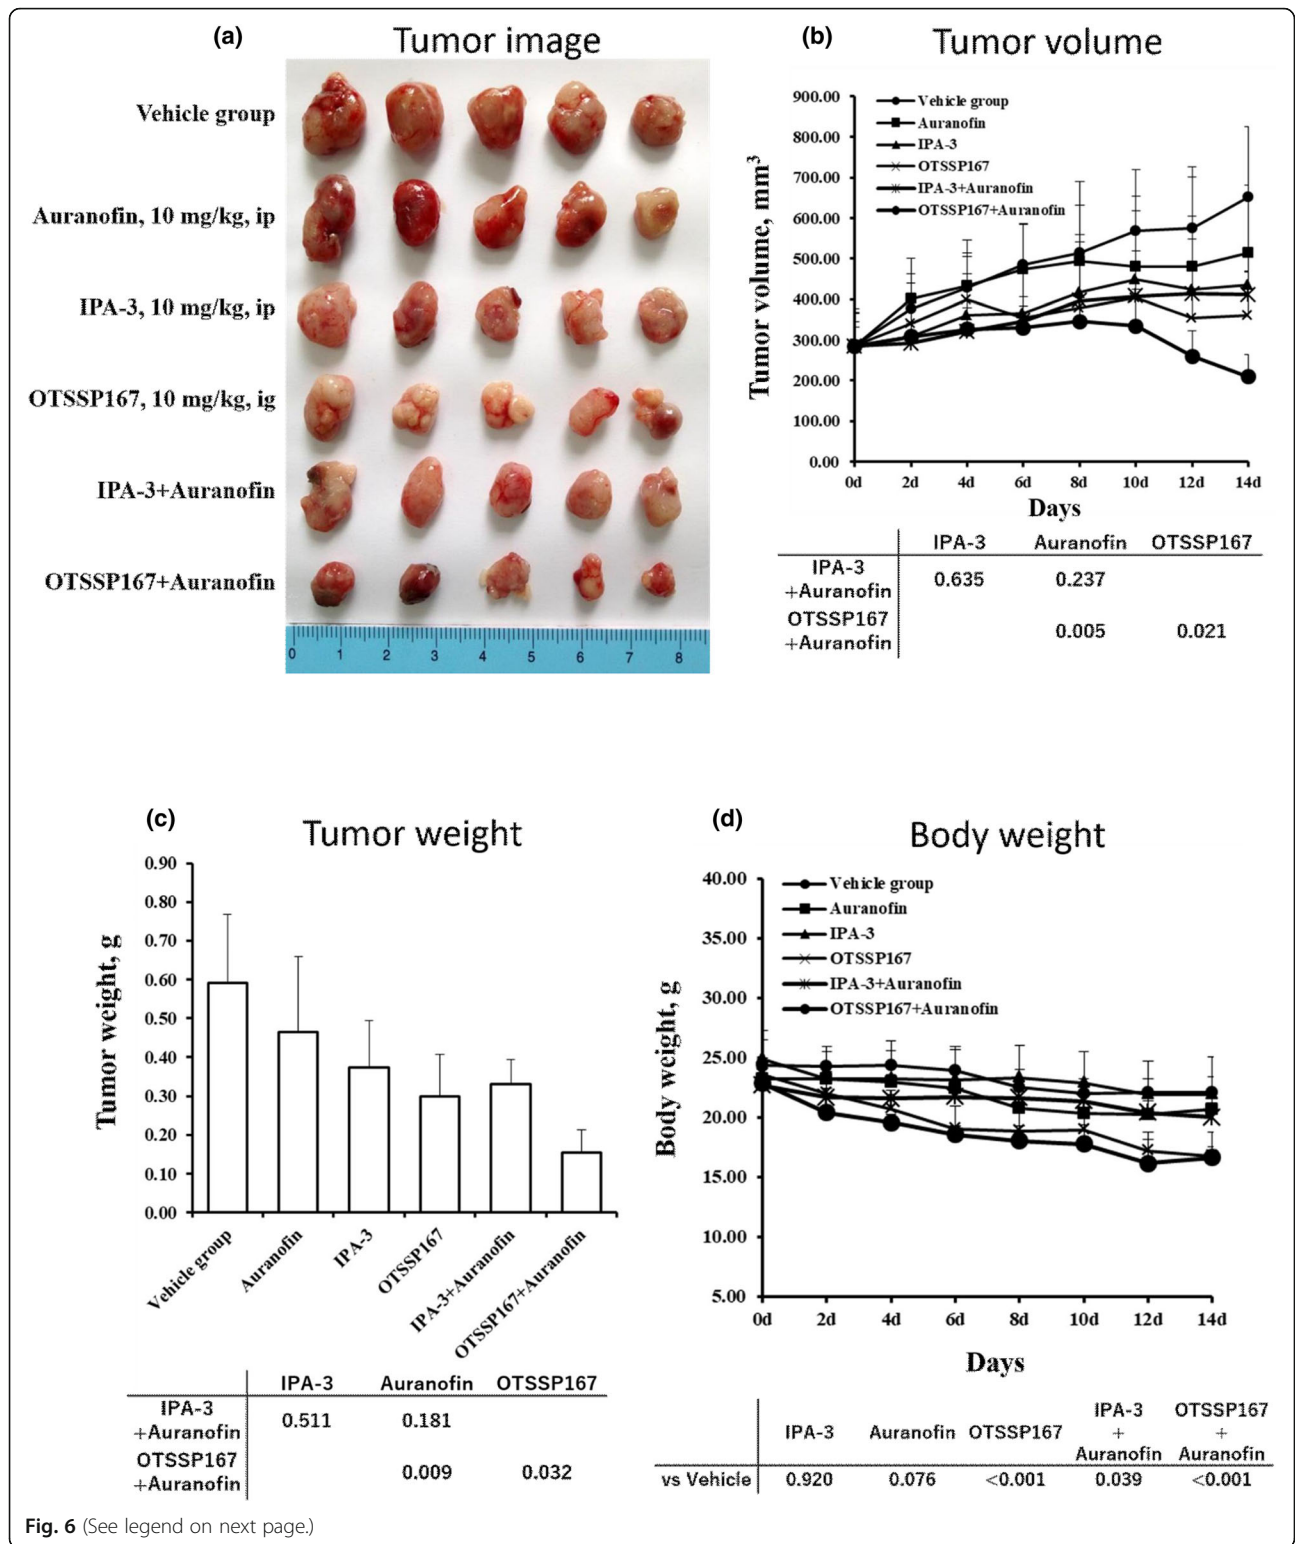 (a)
Tumor image
Vehicle group
Auranofin, 10 mg/kg, ip
IPA-3, 10 mg/kg, ip
OTSSP167, 10 mg/kg, ig
IPA-3+Auranofin
OTSSP167+Auranofin
0 1 2 3 4 5 6 7 8
(b)
Tumor volume
Tumor volume, mm³
900.00
800.00
700.00
600.00
500.00
400.00
300.00
200.00
100.00
0.00
Vehicle group
Auranofin
IPA-3
OTSSP167
IPA-3+Auranofin
OTSSP167+Auranofin
0d 2d 4d 6d 8d 10d 12d 14d
Days
IPA-3 Auranofin OTSSP167
IPA-3
+Auranofin
0.635 0.237
OTSSP167
+Auranofin
0.005 0.021
(c)
Tumor weight
Tumor weight, g
0.90
0.80
0.70
0.60
0.50
0.40
0.30
0.20
0.10
0.00
Vehicle group
Auranofin
IPA-3
OTSSP167
IPA-3+Auranofin
OTSSP167+Auranofin
IPA-3 Auranofin OTSSP167
IPA-3
+Auranofin
0.511 0.181
OTSSP167
+Auranofin
0.009 0.032
(d)
Body weight
Body weight, g
40.00
35.00
30.00
25.00
20.00
15.00
10.00
5.00
Vehicle group
Auranofin
IPA-3
OTSSP167
IPA-3+Auranofin
OTSSP167+Auranofin
0d 2d 4d 6d 8d 10d 12d 14d
Days
IPA-3 Auranofin OTSSP167
IPA-3
+
Auranofin
OTSSP167
+
Auranofin
vs Vehicle 0.920 0.076 <0.001 0.039 <0.001
Fig. 6 (See legend on next page.)